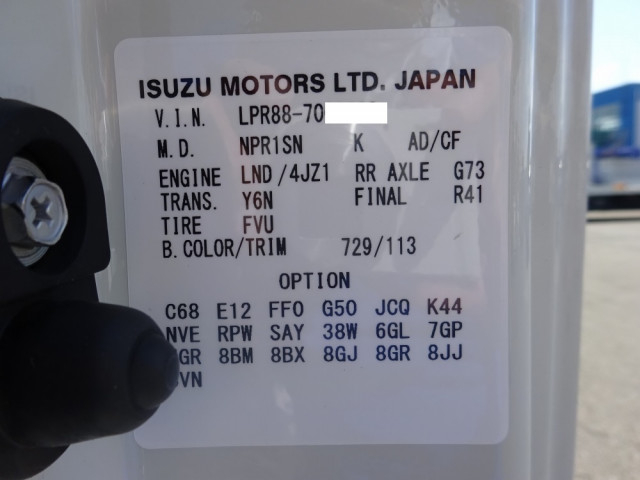 ISUZU MOTORS LTD. JAPAN
V.I.N. LPR88-70
M.D. NPR1SN K AD/CF
ENGINE LND/4JZ1 RR AXLE G73
TRANS. Y6N FINAL R41
TIRE FVU
B.COLOR/TRIM 729/113
OPTION
C68 E12 FF0 G50 JCQ K44
NVE RPW SAY 38W 6GL 7GP
8BM 8BX 8GJ 8GR 8JJ